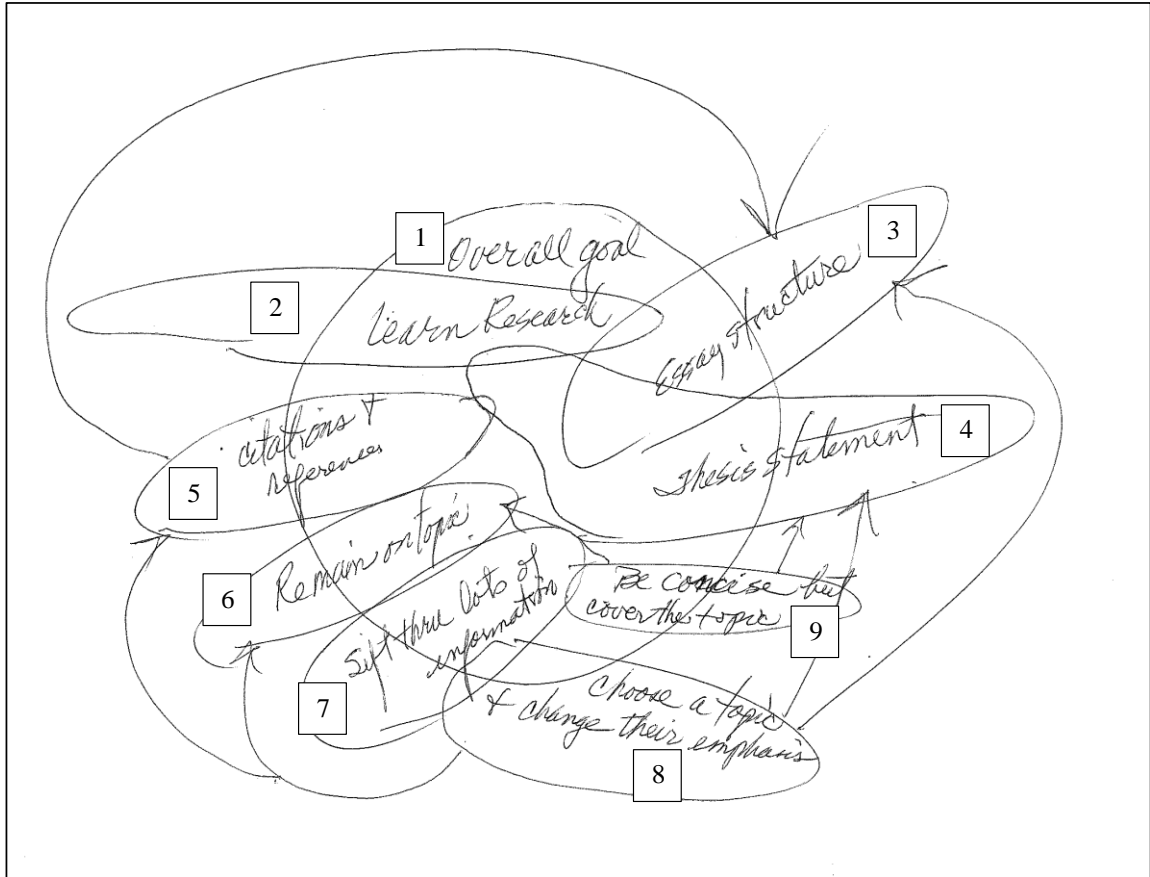 1
Overall goal
2
Learn Research
3
Essay structure
4
Thesis statement
5
citations &
references
6
Remain on topic
7
Sift thru lots of
information
Be concise but
cover the topic
9
choose a topic
& change their emphasis
8